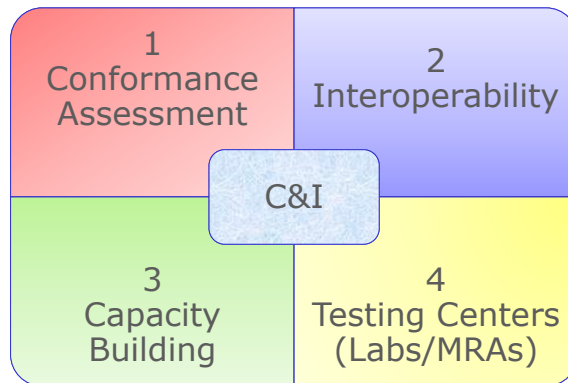 1
Conformance
Assessment
2
Interoperability
C&I
3
Capacity
Building
4
Testing Centers
(Labs/MRAs)